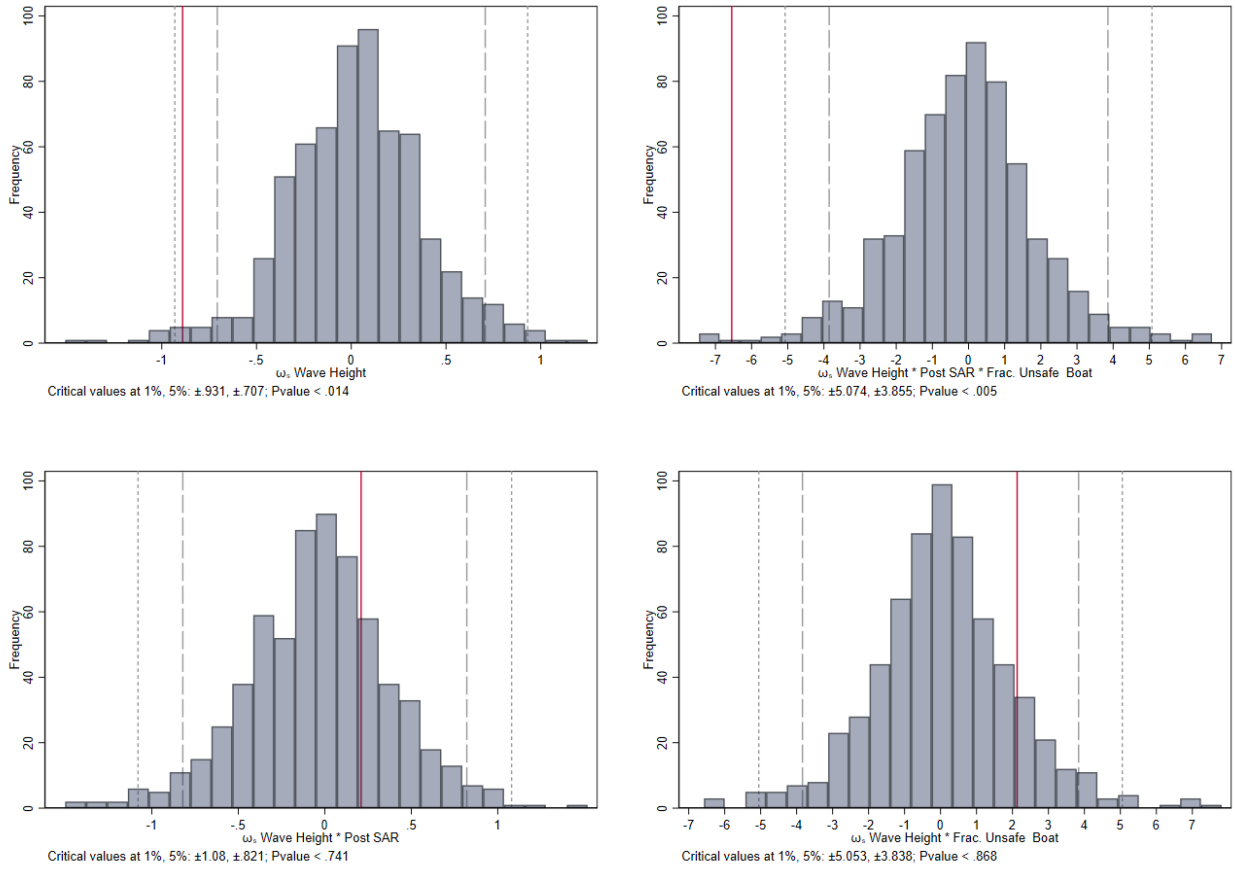 100
80
60
40
20
0
Frequency
-1 -.5 0 .5 1
ωₛ Wave Height
Critical values at 1%, 5%: ±.931, ±.707; Pvalue < .014
100
80
60
40
20
0
Frequency
-7 -6 -5 -4 -3 -2 -1 0 1 2 3 4 5 6 7
ωₛ Wave Height * Post SAR * Frac. Unsafe Boat
Critical values at 1%, 5%: ±5.074, ±3.855; Pvalue < .005
100
80
60
40
20
0
Frequency
-1 -.5 0 .5 1
ωₛ Wave Height * Post SAR
Critical values at 1%, 5%: ±1.08, ±.821; Pvalue < .741
100
80
60
40
20
0
Frequency
-7 -6 -5 -4 -3 -2 -1 0 1 2 3 4 5 6 7
ωₛ Wave Height * Frac. Unsafe Boat
Critical values at 1%, 5%: ±5.053, ±3.838; Pvalue < .868